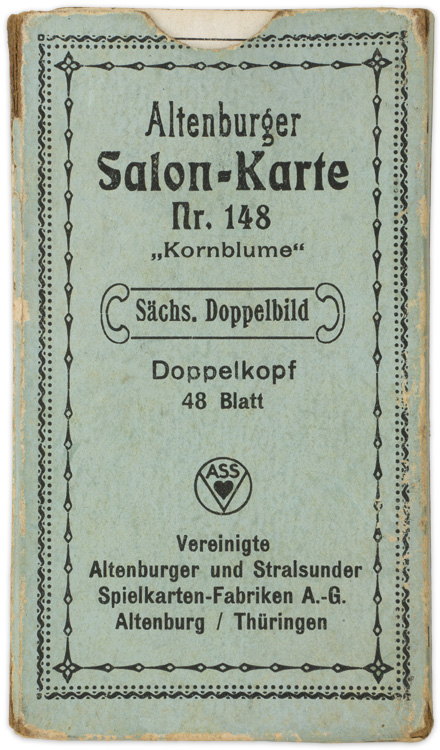 Altenburger
Salon-Karte
Nr. 148
„Kornblume“
Sächs. Doppelbild
Doppelkopf
48 Blatt
ASS
Vereinigte
Altenburger und Stralsunder
Spielkarten-Fabriken A.-G.
Altenburg / Thüringen